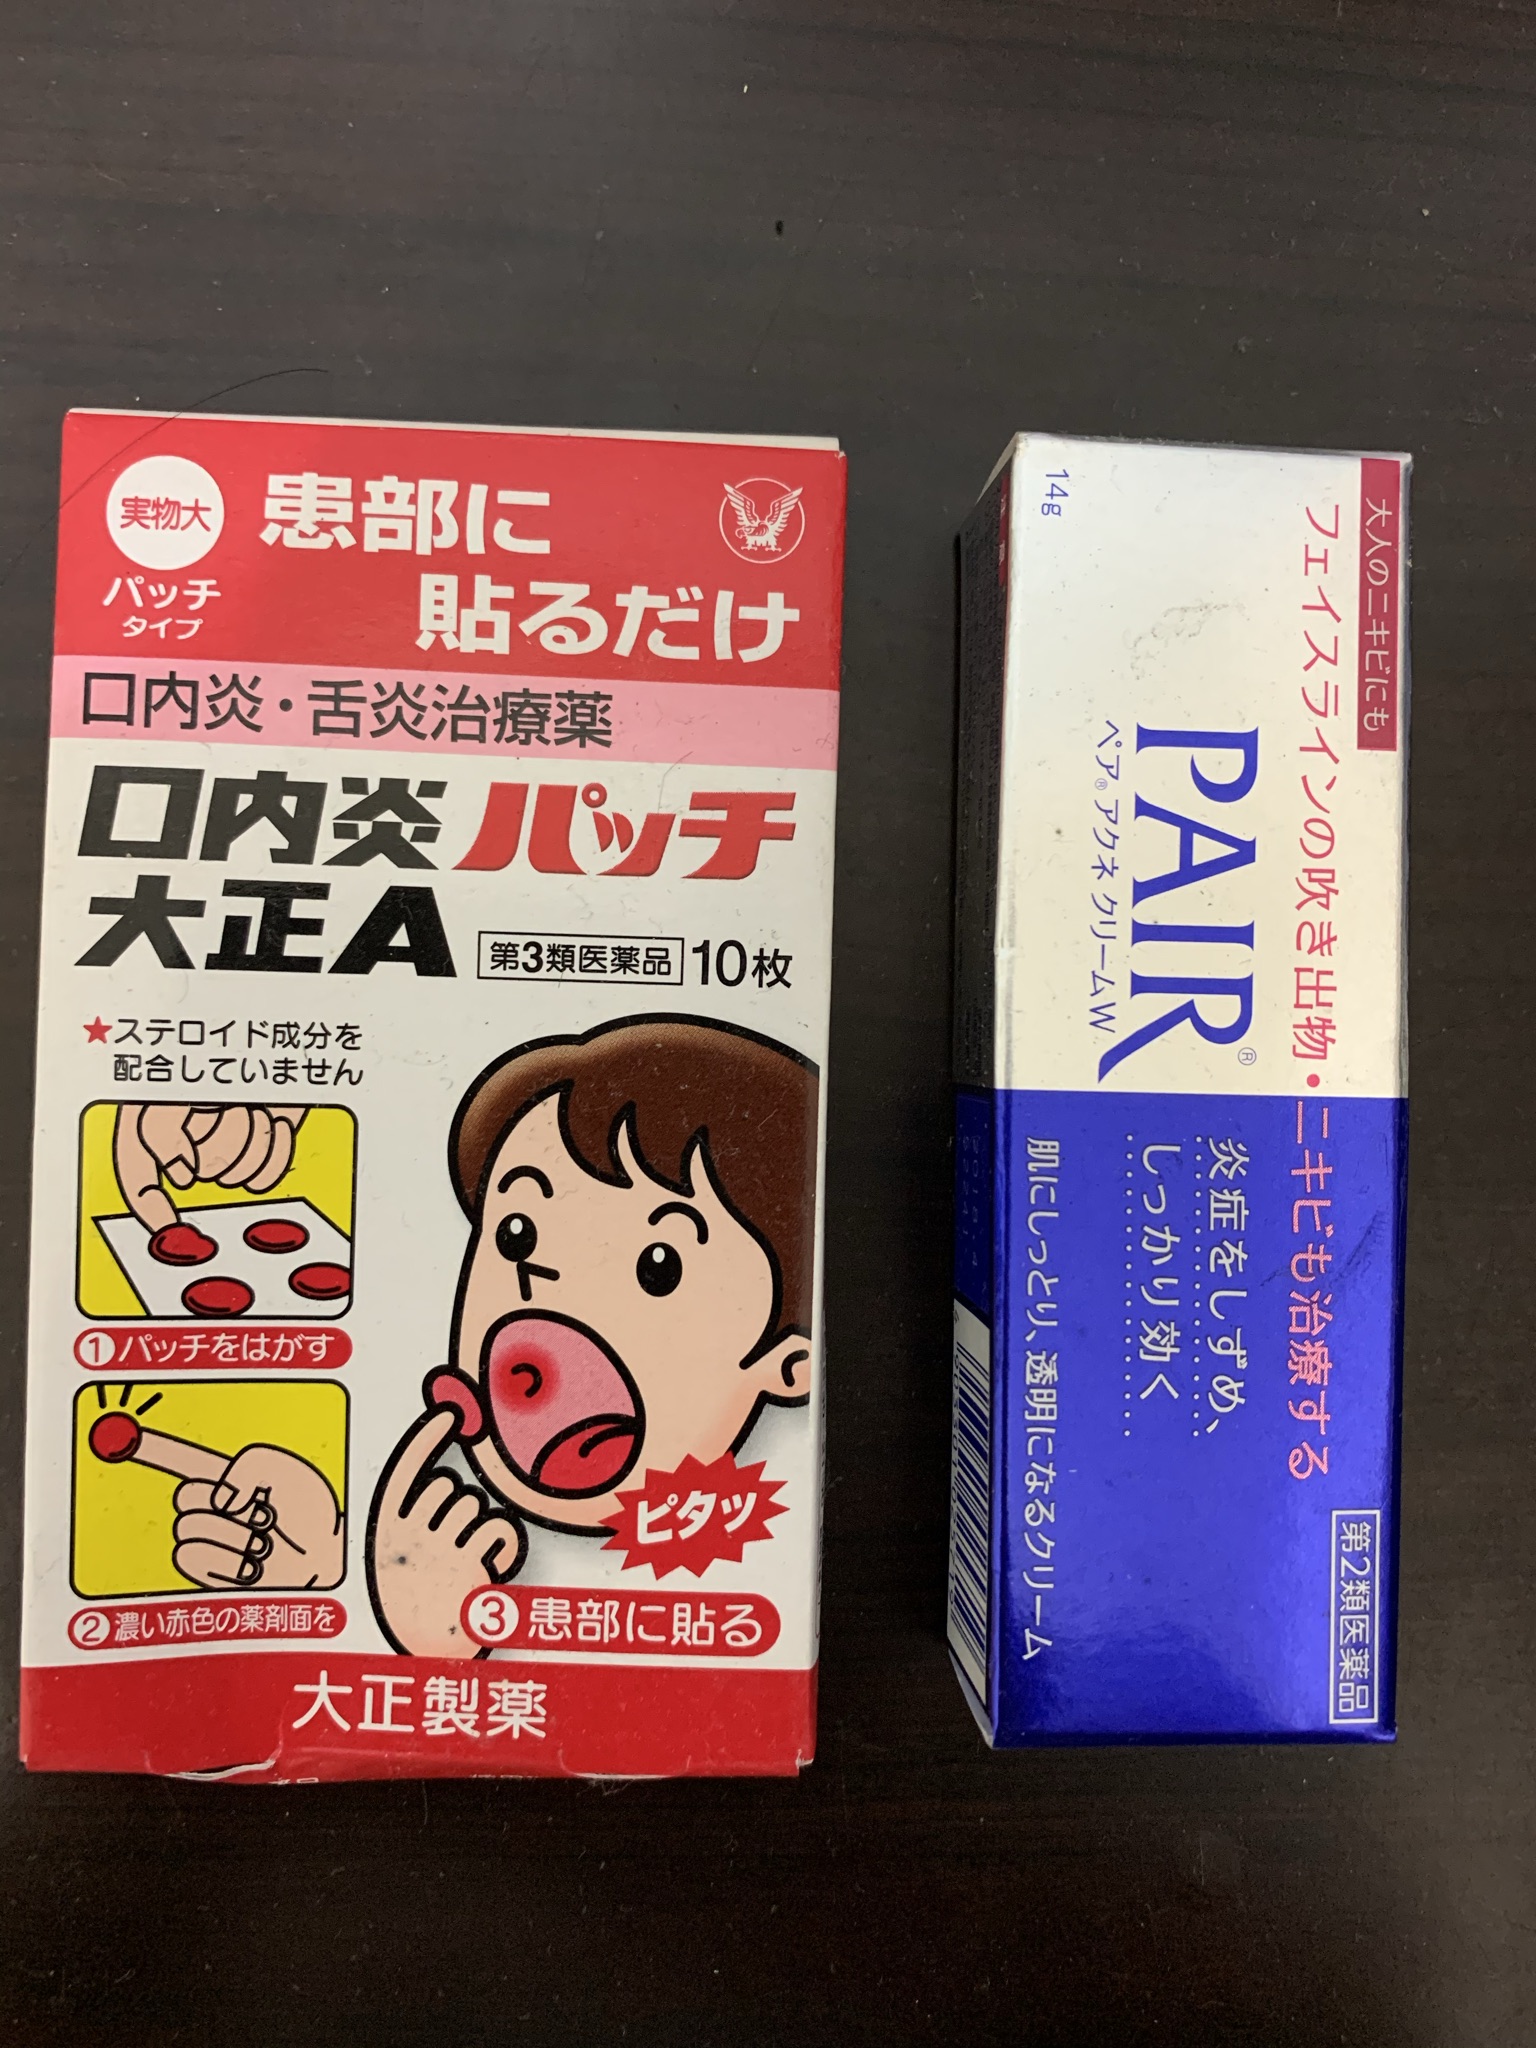 実物大
パッチ
タイプ
患部に
貼るだけ
口内炎・舌炎治療薬
口内炎パッチ
大正A
第3類医薬品
10枚
★ステロイド成分を
配合していません
①パッチをはがす
②濃い赤色の薬剤面を
ピタッ
③患部に貼る
大正製薬
大人のニキビにも
フェイスラインの吹き出物・ニキビも治療する
PAIR®
ペア®アクネクリームW
14g
炎症をしずめ、
しっかり効く
肌にしっとり、透明になるクリーム
第2類医薬品